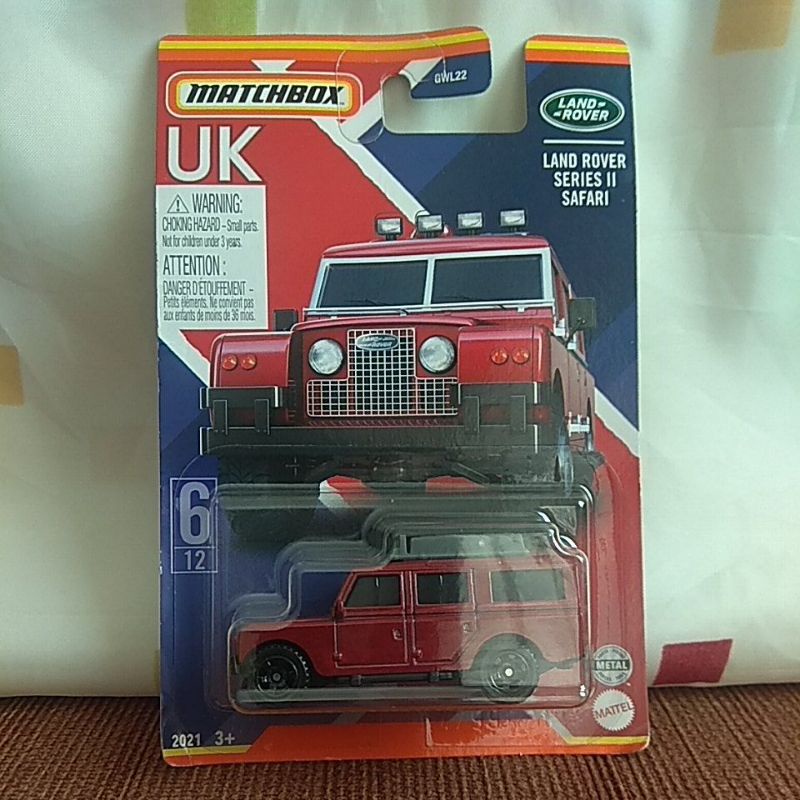 MATCHBOX
GWL22
UK
LAND-
-ROVER
LAND ROVER
SERIES II
SAFARI
WARNING:
CHOKING HAZARD – Small parts.
Not for children under 3 years.
ATTENTION :
DANGER D'ÉTOUFFEMENT –
Petits éléments. Ne convient pas
aux enfants de moins de 36 mois.
LAND-
-ROVER
6
12
METAL
MATTEL
2021 3+